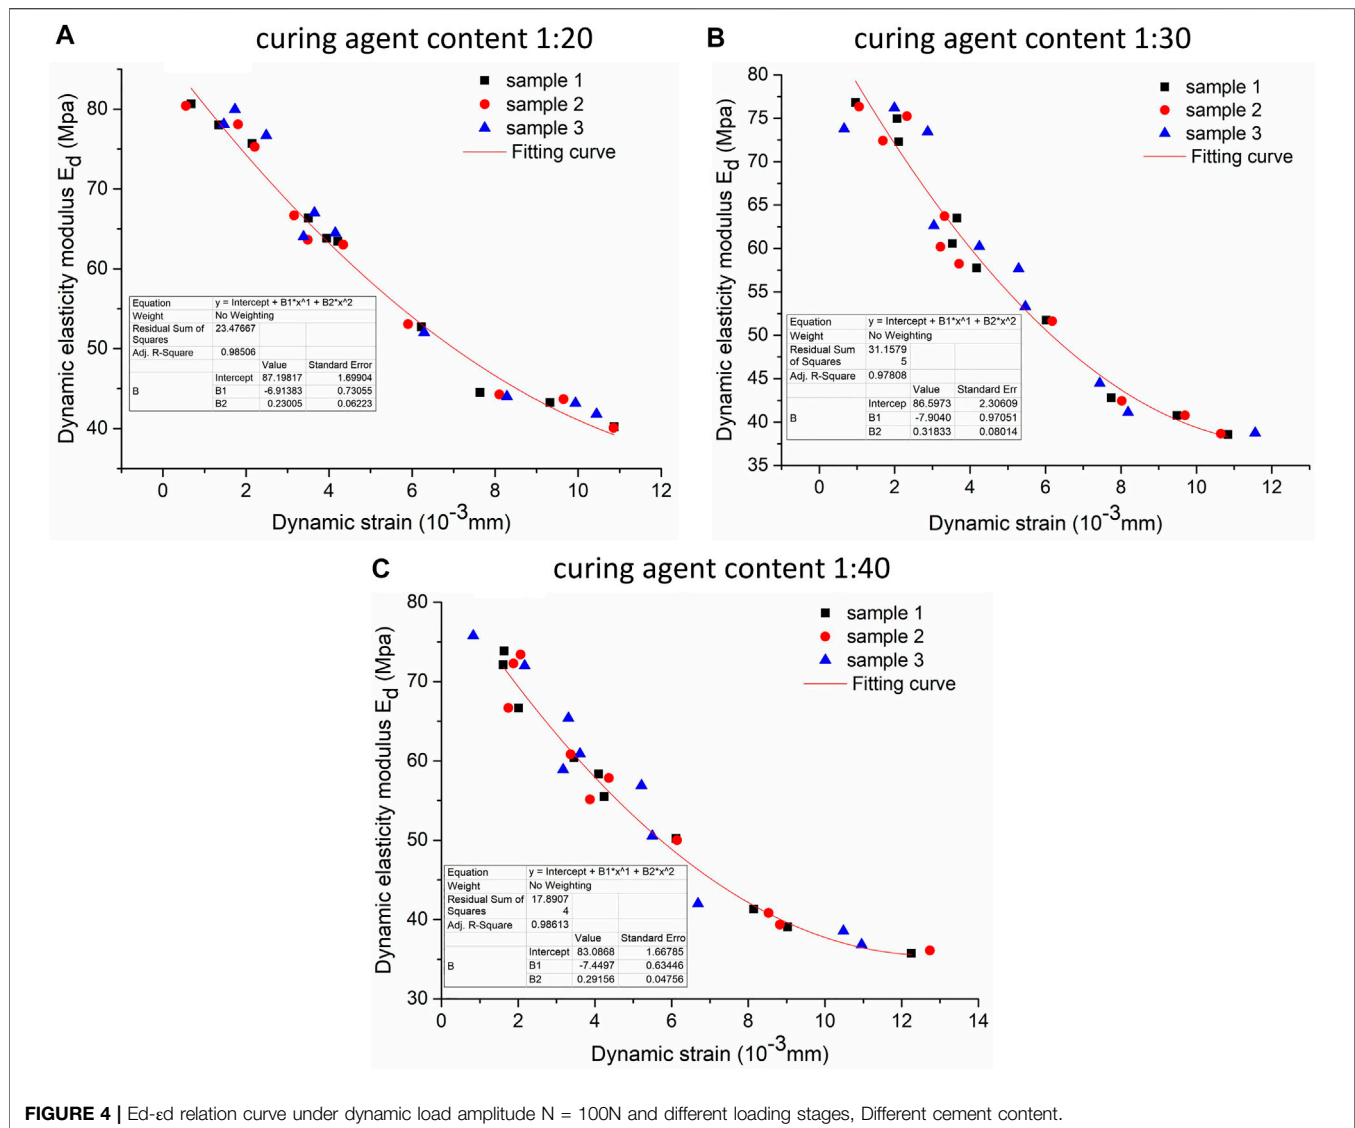 A
curing agent content 1:20
Dynamic elasticity modulus Ed (Mpa)
80
70
60
50
40
sample 1
sample 2
sample 3
Fitting curve
Equation y = Intercept + B1*x^1 + B2*x^2
Weight No Weighting
Residual Sum of 23.47667
Squares
Adj. R-Square 0.98506
Value Standard Error
Intercept 87.19817 1.69904
B B1 -6.91383 0.73055
B2 0.23005 0.06223
0 2 4 6 8 10 12
Dynamic strain (10-3mm)
B
curing agent content 1:30
Dynamic elasticity modulus Ed (Mpa)
80
75
70
65
60
55
50
45
40
35
sample 1
sample 2
sample 3
Fitting curve
Equation y = Intercept + B1*x^1 + B2*x^2
Weight No Weighting
Residual Sum 31.1579
of Squares 5
Adj. R-Square 0.97808
Value Standard Err
Intercep 86.5973 2.30609
B B1 -7.9040 0.97051
B2 0.31833 0.08014
0 2 4 6 8 10 12
Dynamic strain (10-3mm)
C
curing agent content 1:40
Dynamic elasticity modulus Ed (Mpa)
80
70
60
50
40
30
sample 1
sample 2
sample 3
Fitting curve
Equation y = Intercept + B1*x^1 + B2*x^2
Weight No Weighting
Residual Sum of 17.8907
Squares 4
Adj. R-Square 0.98613
Value Standard Erro
Intercept 83.0868 1.66785
B B1 -7.4497 0.63446
B2 0.29156 0.04756
0 2 4 6 8 10 12 14
Dynamic strain (10-3mm)
FIGURE 4 | Ed-εd relation curve under dynamic load amplitude N = 100N and different loading stages, Different cement content.